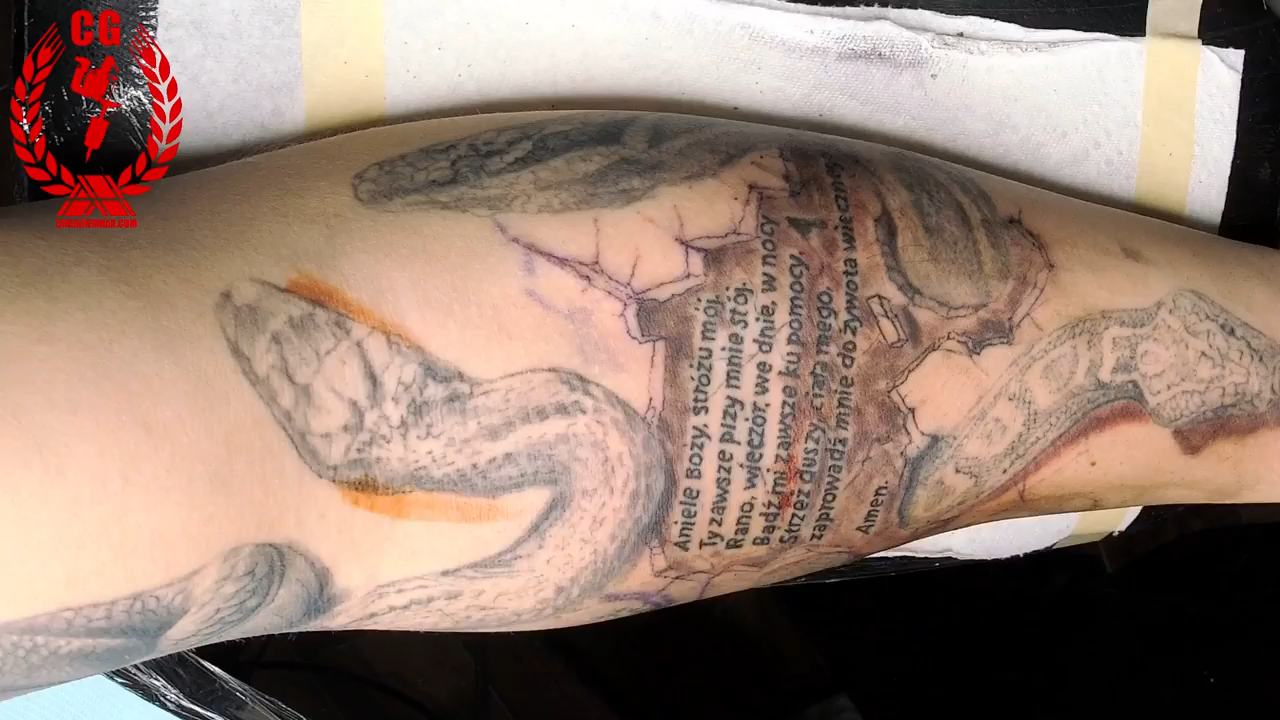 CG
Aniele Boży, stróżu mój,
Ty zawsze przy mnie stój.
Rano, wieczór, we dnie, w nocy
Bądź mi zawsze ku pomocy,
Strzeż duszy, ciała mego,
zaprowadź mnie do żywota wiecznego
Amen.